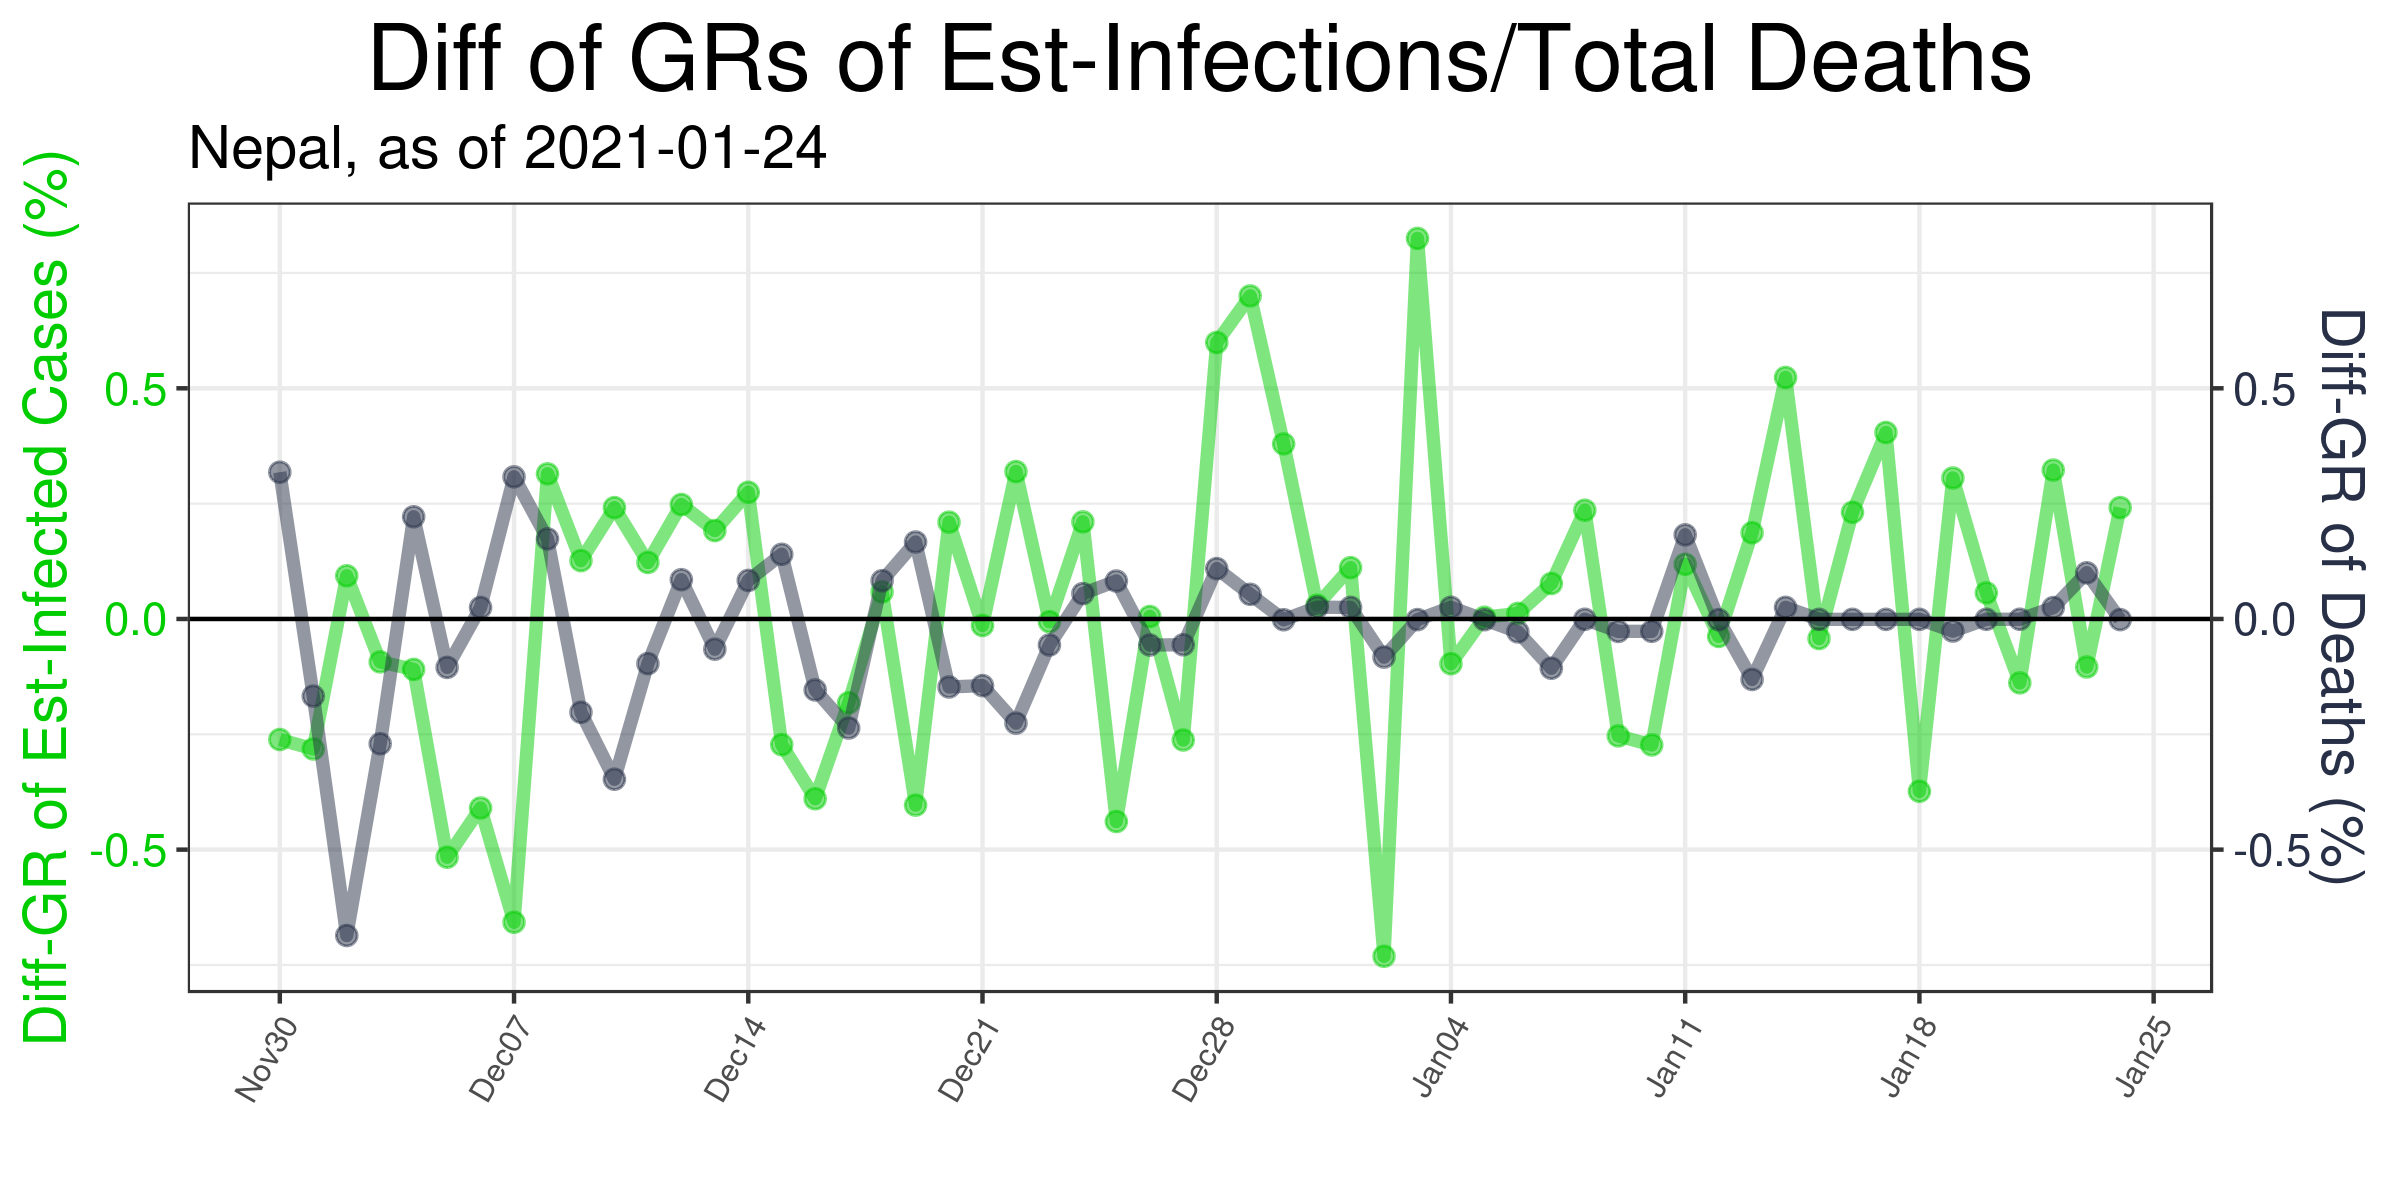 Diff of GRs of Est-Infections/Total Deaths
Nepal, as of 2021-01-24
Diff-GR of Est-Infected Cases (%)
0.5
0.0
-0.5
0.5
0.0
-0.5
Diff-GR of Deaths (%)
Nov30
Dec07
Dec14
Dec21
Dec28
Jan04
Jan11
Jan18
Jan25